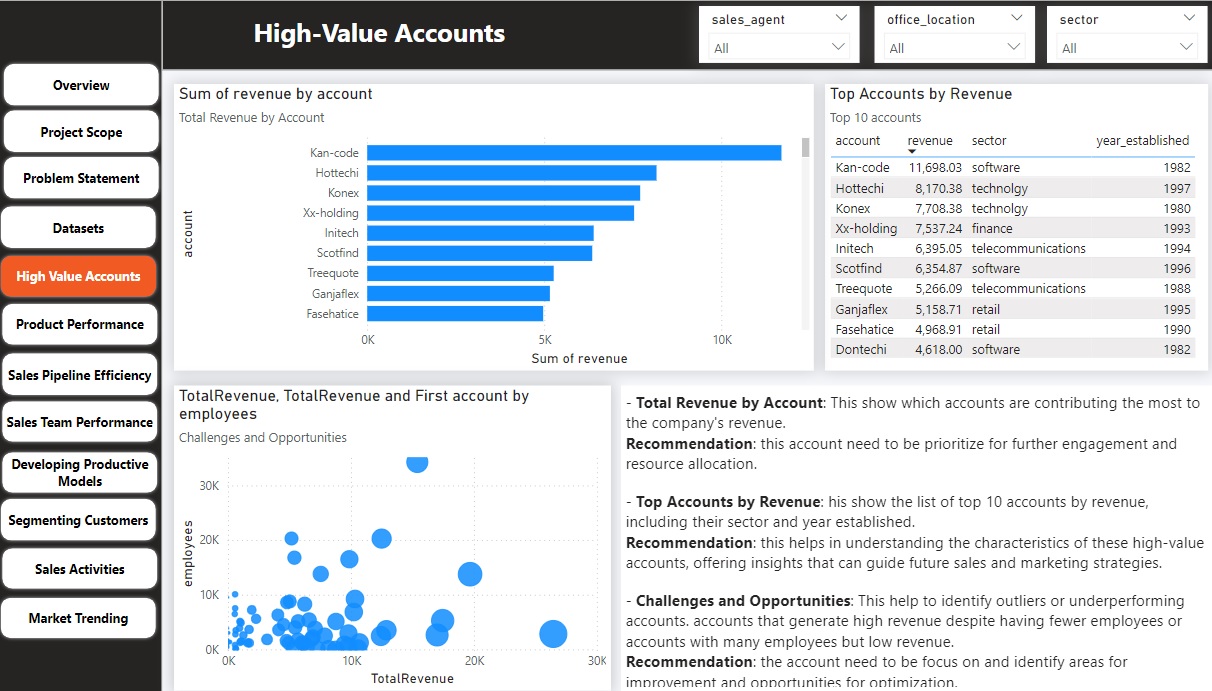 High-Value Accounts
sales_agent
All
office_location
All
sector
All
Overview
Project Scope
Problem Statement
Datasets
High Value Accounts
Product Performance
Sales Pipeline Efficiency
Sales Team Performance
Developing Productive
Models
Segmenting Customers
Sales Activities
Market Trending
Sum of revenue by account
Total Revenue by Account
account
Kan-code
Hottechi
Konex
Xx-holding
Initech
Scotfind
Treequote
Ganjaflex
Fasehatice
0K 5K 10K
Sum of revenue
Top Accounts by Revenue
Top 10 accounts
account revenue sector year_established
Kan-code 11,698.03 software 1982
Hottechi 8,170.38 technolgy 1997
Konex 7,708.38 technolgy 1980
Xx-holding 7,537.24 finance 1993
Initech 6,395.05 telecommunications 1994
Scotfind 6,354.87 software 1996
Treequote 5,266.09 telecommunications 1988
Ganjaflex 5,158.71 retail 1995
Fasehatice 4,968.91 retail 1990
Dontechi 4,618.00 software 1982
TotalRevenue, TotalRevenue and First account by
employees
Challenges and Opportunities
employees
30K
20K
10K
0K
0K 10K 20K 30K
TotalRevenue
- Total Revenue by Account: This show which accounts are contributing the most to
the company's revenue.
Recommendation: this account need to be prioritize for further engagement and
resource allocation.
- Top Accounts by Revenue: his show the list of top 10 accounts by revenue,
including their sector and year established.
Recommendation: this helps in understanding the characteristics of these high-value
accounts, offering insights that can guide future sales and marketing strategies.
- Challenges and Opportunities: This help to identify outliers or underperforming
accounts. accounts that generate high revenue despite having fewer employees or
accounts with many employees but low revenue.
Recommendation: the account need to be focus on and identify areas for
improvement and opportunities for optimization.